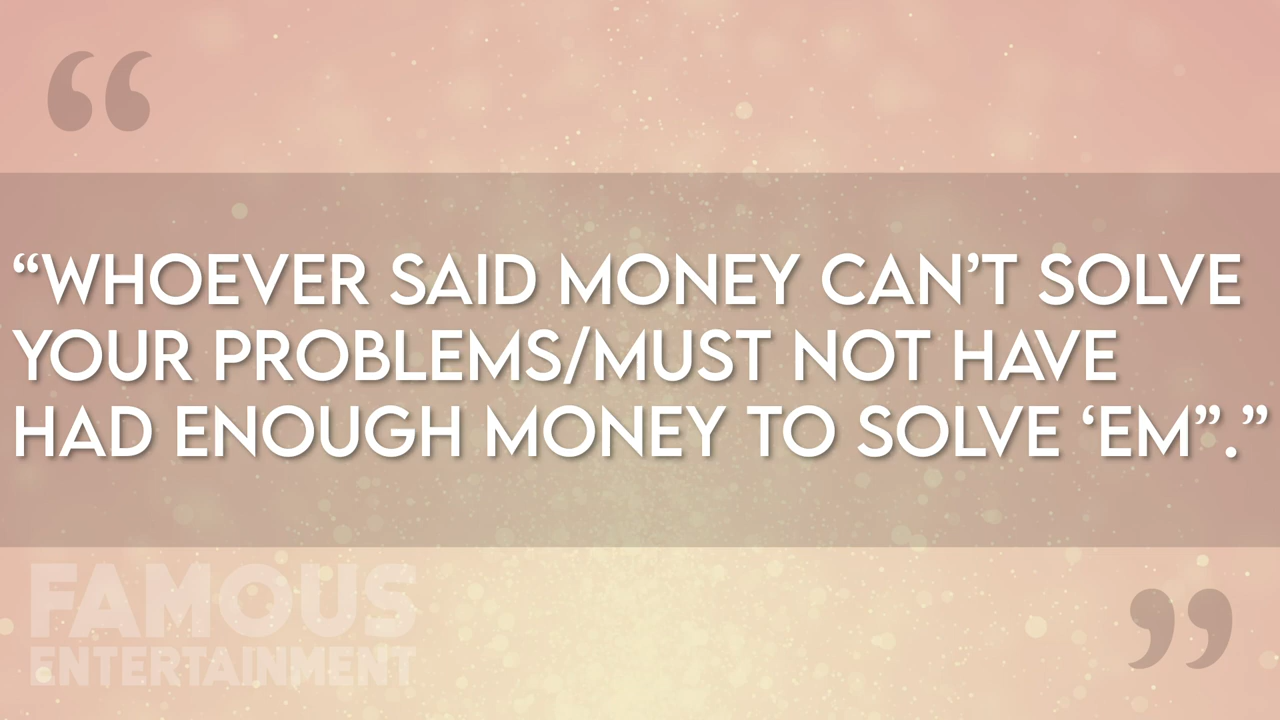 “WHOEVER SAID MONEY CAN’T SOLVE
YOUR PROBLEMS/MUST NOT HAVE
HAD ENOUGH MONEY TO SOLVE ‘EM”.”
FAMOUS
ENTERTAINMENT